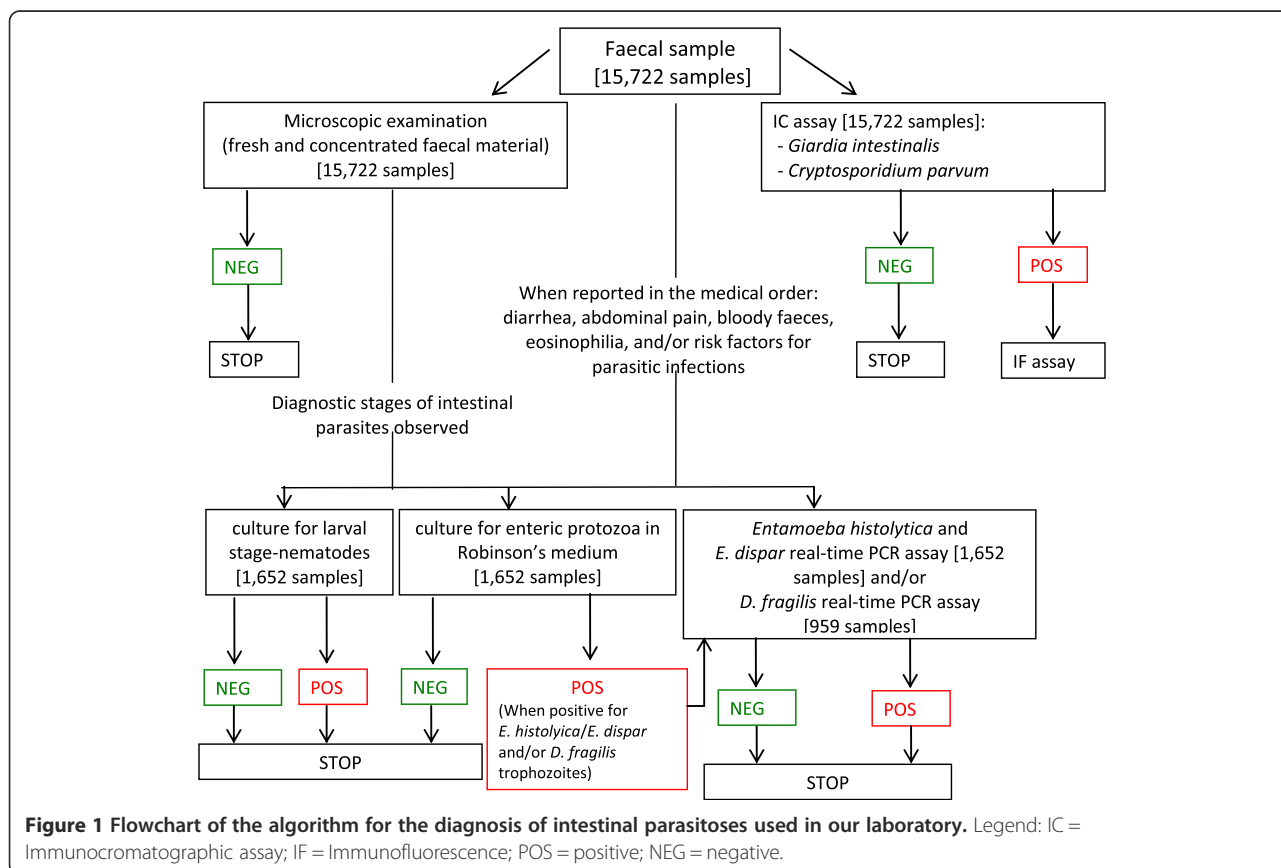 Faecal sample
[15,722 samples]
Microscopic examination
(fresh and concentrated faecal material)
[15,722 samples]
IC assay [15,722 samples]:
- Giardia intestinalis
- Cryptosporidium parvum
NEG
STOP
NEG
POS
STOP
IF assay
When reported in the medical order:
diarrhea, abdominal pain, bloody faeces,
eosinophilia, and/or risk factors for
parasitic infections
Diagnostic stages of intestinal
parasites observed
culture for larval
stage-nematodes
[1,652 samples]
culture for enteric protozoa in
Robinson's medium
[1,652 samples]
Entamoeba histolytica and
E. dispar real-time PCR assay [1,652
samples] and/or
D. fragilis real-time PCR assay
[959 samples]
NEG
POS
NEG
POS
(When positive for
E. histolyica/E. dispar
and/or D. fragilis
trophozoites)
NEG
POS
STOP
STOP
Figure 1 Flowchart of the algorithm for the diagnosis of intestinal parasitoses used in our laboratory. Legend: IC =
Immunocromatographic assay; IF = Immunofluorescence; POS = positive; NEG = negative.